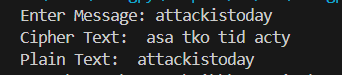 Enter Message: attackistoday
Cipher Text:  asa tko tid acty
Plain Text:  attackistoday